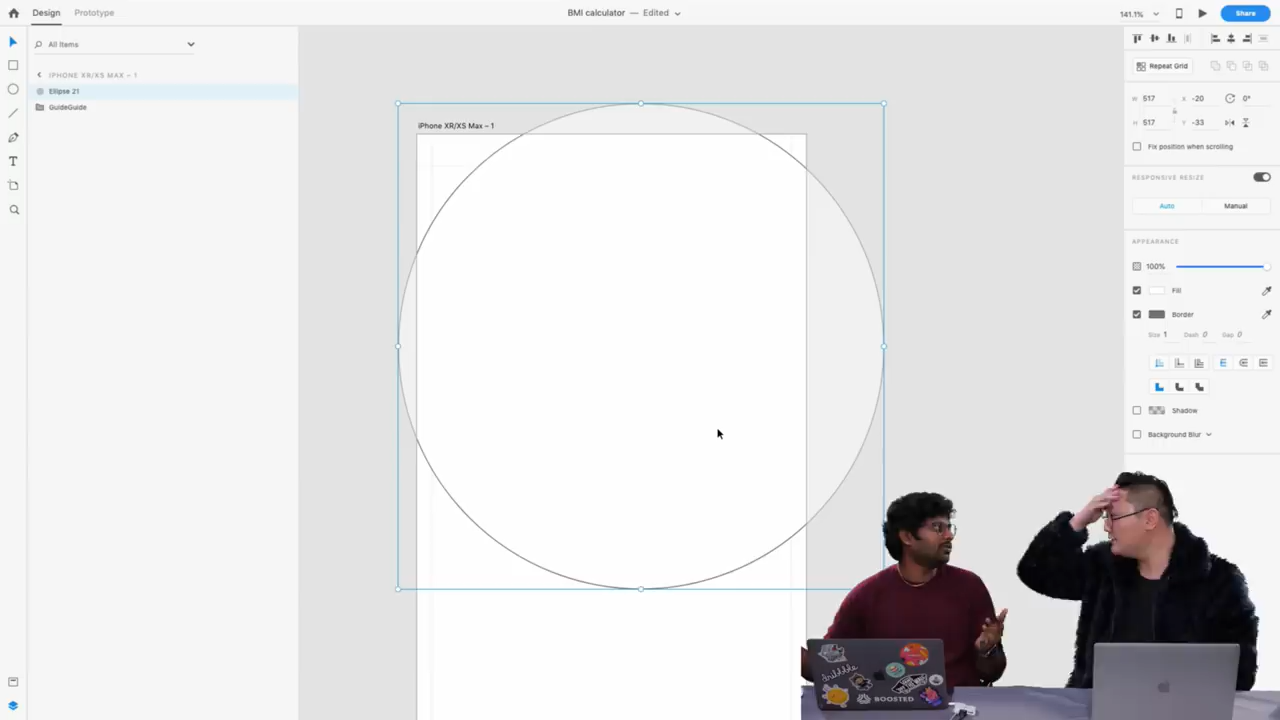 Design Prototype
BMI calculator — Edited
141.1%
Share
All Items
IPHONE XR/XS MAX – 1
Ellipse 21
GuideGuide
iPhone XR/XS Max – 1
Repeat Grid
W 517 X -20 0°
H 517 Y -33
Fix position when scrolling
RESPONSIVE RESIZE
Auto Manual
APPEARANCE
100%
Fill
Border
Size 1 Dash 0 Gap 0
Shadow
Background Blur
dribbble
VANS
BOOSTED